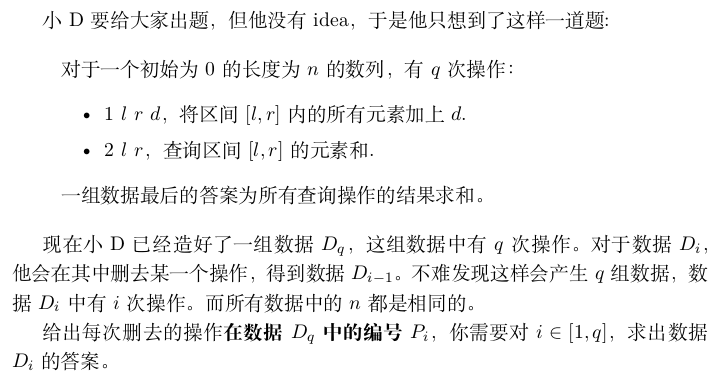 小 D 要给大家出题，但他没有 idea，于是他只想到了这样一道题:
对于一个初始为 0 的长度为 n 的数列，有 q 次操作：
• 1 l r d，将区间 [l, r] 内的所有元素加上 d.
• 2 l r，查询区间 [l, r] 的元素和.
一组数据最后的答案为所有查询操作的结果求和。
现在小 D 已经造好了一组数据 D_q，这组数据中有 q 次操作。对于数据 D_i,
他会在其中删去某一个操作，得到数据 D_{i−1}。不难发现这样会产生 q 组数据，数
据 D_i 中有 i 次操作。而所有数据中的 n 都是相同的。
给出每次删去的操作在数据 D_q 中的编号 P_i，你需要对 i ∈ [1, q]，求出数据
D_i 的答案。